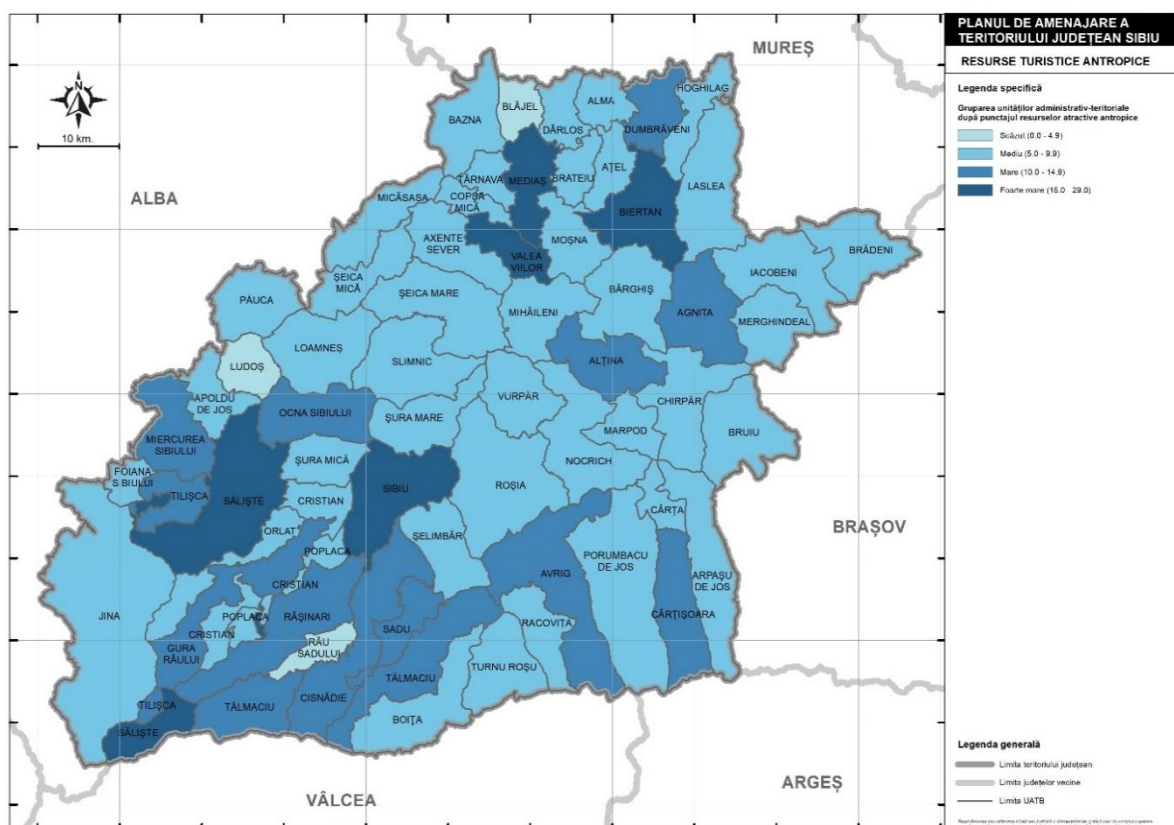 PLANUL DE AMENAJARE A
TERITORIULUI JUDEȚEAN SIBIU
RESURSE TURISTICE ANTROPICE
Legenda specifică
Gruparea unităților administrativ-teritoriale
după punctajul resurselor atractive antropice
Scăzut (0.0 - 4.9)
Mediu (5.0 - 9.9)
Mare (10.0 - 14.9)
Foarte mare (15.0 - 29.0)
N
10 km.
MUREȘ
ALBA
BRAȘOV
ARGEȘ
VÂLCEA
BLĂJEL
ALMA
HOGHILAG
BAZNA
DÂRLOS
DUMBRĂVENI
TÂRNAVA
MEDIAȘ
BRATEIU
AȚEL
LASLEA
MICĂSASA
COPȘA
MICĂ
BIERTAN
AXENTE
SEVER
MOȘNA
VALEA
VIILOR
BRĂDENI
IACOBENI
ȘEICA
MICĂ
ȘEICA MARE
BÂRGHIȘ
PĂUCA
MIHĂILENI
AGNITA
MERGHINDEAL
LOAMNEȘ
SLIMNIC
ALȚINA
LUDOȘ
APOLDU
DE JOS
OCNA SIBIULUI
ȘURA MARE
VURPĂR
CHIRPĂR
MARPOD
BRUIU
MIERCUREA
SIBIULUI
ȘURA MICĂ
NOCRICH
SIBIU
ROȘIA
TILIȘCA
SĂLIȘTE
CRISTIAN
CÂRȚA
ORLAT
ȘELIMBĂR
POPLACA
PORUMBACU
DE JOS
AVRIG
ARPAȘU
DE JOS
CRISTIAN
JINA
POPLACA
RĂȘINARI
CÂRȚIȘOARA
CRISTIAN
SADU
RACOVIȚA
GURA
RÂULUI
RÂU
SADULUI
TURNU ROȘU
TĂLMACIU
TILIȘCA
TĂLMACIU
CISNĂDIE
BOIȚA
SĂLIȘTE
Legenda generală
Limita teritoriului județean
Limita județelor vecine
Limita UATB